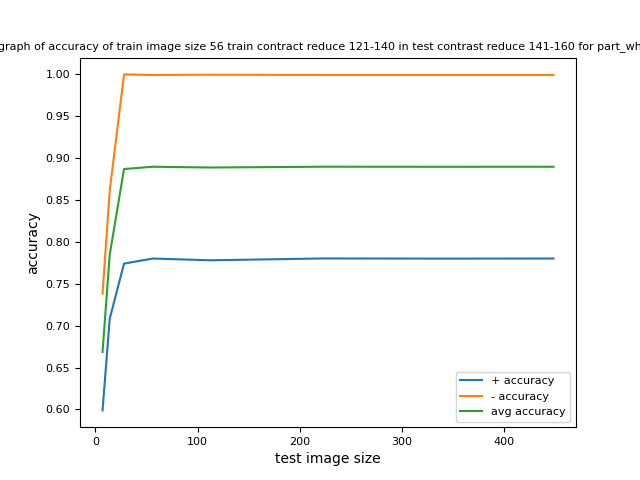 graph of accuracy of train image size 56 train contract reduce 121-140 in test contrast reduce 141-160 for
1.00
0.95
0.90
0.85
0.80
0.75
0.70
0.65
0.60
accuracy
0
100
200
300
400
test image size
+ accuracy
- accuracy
avg accuracy